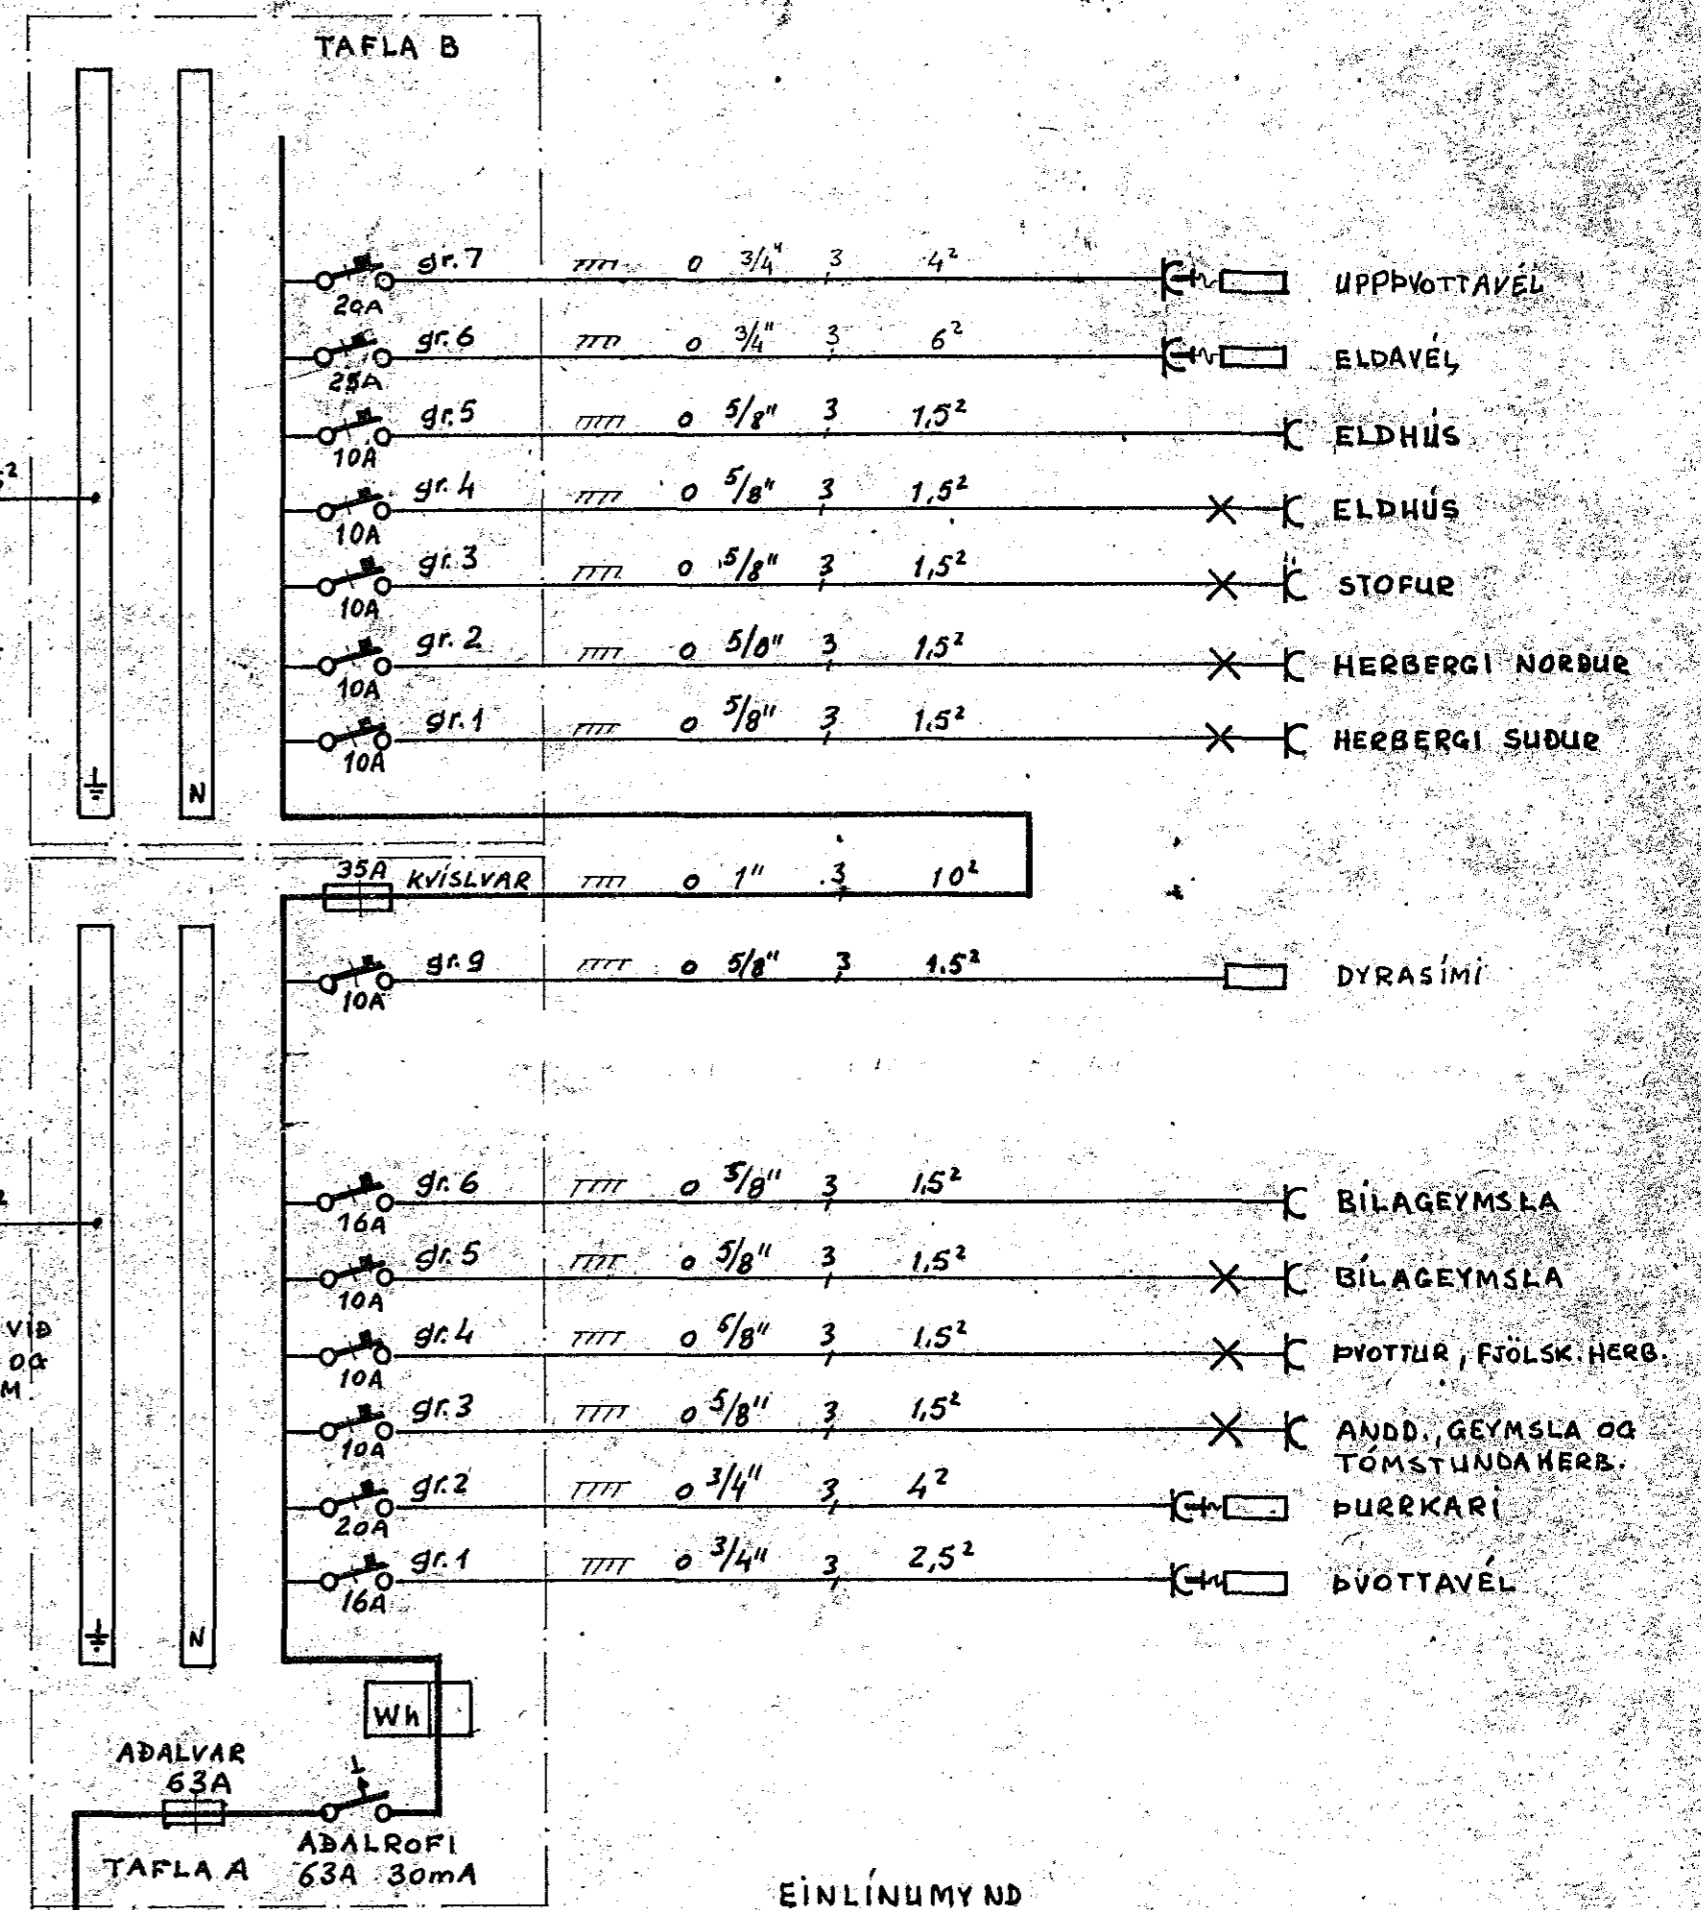 TAFLA B
gr.7 0 3/4" 3 4² UPPÞVOTTAVÉL
20A
gr.6 0 3/4" 3 6² ELDAVÉL
25A
gr.5 0 5/8" 3 1,5² ELDHÚS
10A
gr.4 0 5/8" 3 1,5² ELDHÚS
10A
gr.3 0 5/8" 3 1,5² STOFUR
10A
gr.2 0 5/8" 3 1,5² HERBERGI NORÐUR
10A
gr.1 0 5/8" 3 1,5² HERBERGI SUÐUR
10A
N
35A KVÍSLVAR 0 1" 3 10²
gr.9 0 5/8" 3 1.5² DYRASÍMI
10A
gr.6 0 5/8" 3 1,5² BÍLAGEYMSLA
16A
gr.5 0 5/8" 3 1,5² BÍLAGEYMSLA
10A
VIÐ
OG
M.
gr.4 0 5/8" 3 1,5² ÞVOTTUR, FJÖLSK. HERB.
10A
gr.3 0 5/8" 3 1,5² ANDD., GEYMSLA OG
TÓMSTUNDAHERB.
10A
gr.2 0 3/4" 3 4² ÞURRKARI
20A
gr.1 0 3/4" 3 2,5² ÞVOTTAVÉL
16A
N
Wh
AÐALVAR
63A
AÐALROFI
63A 30mA
TAFLA A
EINLÍNUMYND